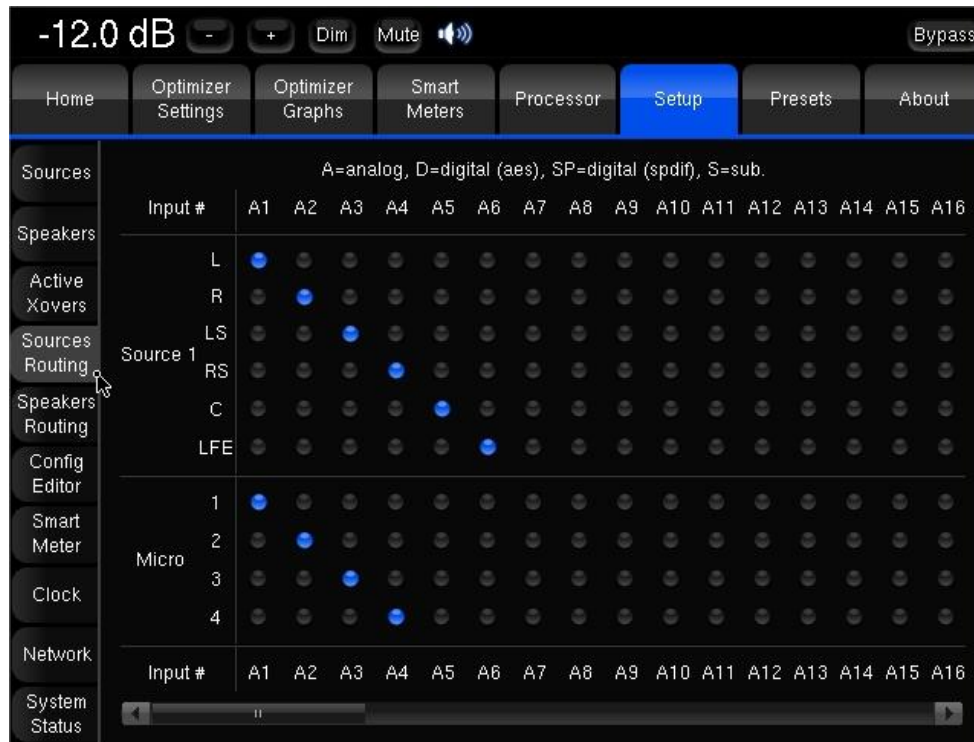 -12.0 dB - + Dim Mute Bypass
Home Optimizer Settings Optimizer Graphs Smart Meters Processor Setup Presets About
Sources
Speakers
Active
Xovers
Sources
Routing
Speakers
Routing
Config
Editor
Smart
Meter
Clock
Network
System
Status
A=analog, D=digital (aes), SP=digital (spdif), S=sub.
Input # A1 A2 A3 A4 A5 A6 A7 A8 A9 A10 A11 A12 A13 A14 A15 A16
Source 1
L
R
LS
RS
C
LFE
Micro
1
2
3
4
Input # A1 A2 A3 A4 A5 A6 A7 A8 A9 A10 A11 A12 A13 A14 A15 A16